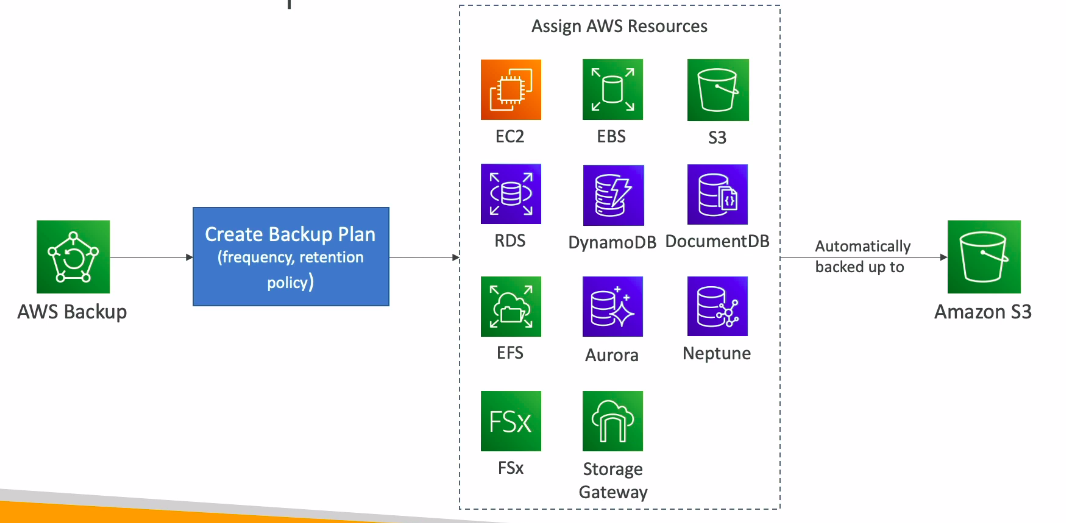 Assign AWS Resources
EC2
EBS
S3
RDS
DynamoDB
DocumentDB
Create Backup Plan
(frequency, retention
policy)
AWS Backup
EFS
Aurora
Neptune
FSx
FSx
Storage
Gateway
Automatically
backed up to
Amazon S3